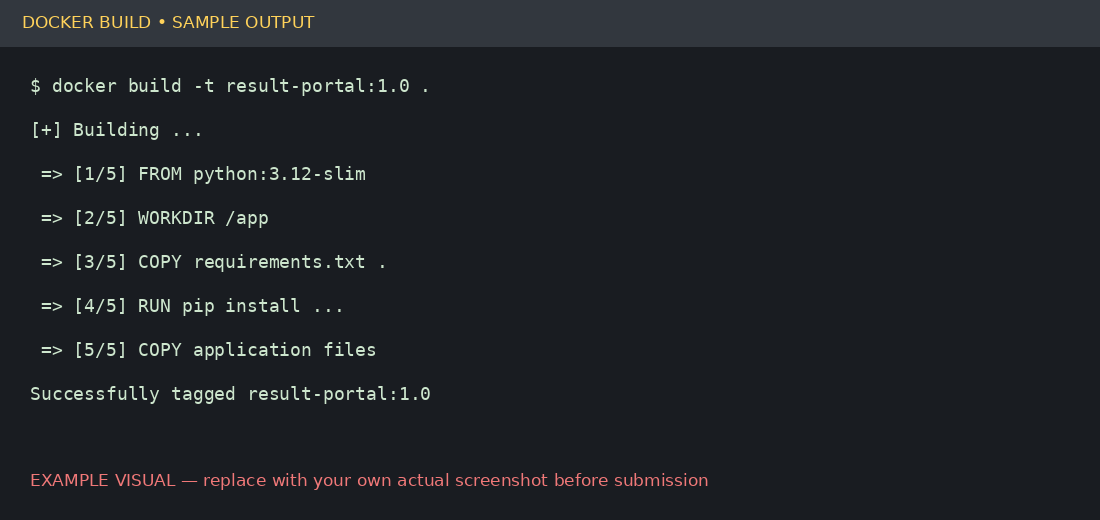 DOCKER BUILD • SAMPLE OUTPUT
$ docker build -t result-portal:1.0 .
[+] Building ...
=> [1/5] FROM python:3.12-slim
=> [2/5] WORKDIR /app
=> [3/5] COPY requirements.txt .
=> [4/5] RUN pip install ...
=> [5/5] COPY application files
Successfully tagged result-portal:1.0
EXAMPLE VISUAL — replace with your own actual screenshot before submission